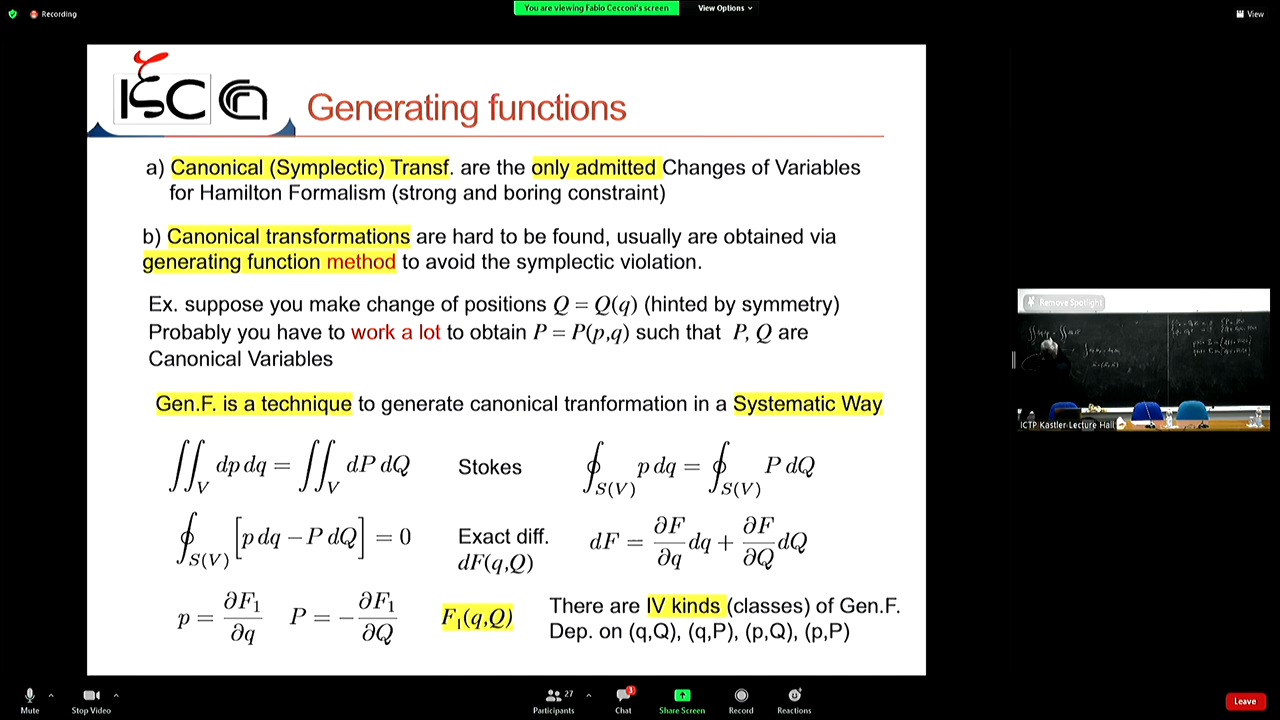 You are viewing Fabio Cecconi's screen
View Options
Recording
View
ISC CNR
Generating functions
a) Canonical (Symplectic) Transf. are the only admitted Changes of Variables
for Hamilton Formalism (strong and boring constraint)
b) Canonical transformations are hard to be found, usually are obtained via
generating function method to avoid the symplectic violation.
Ex. suppose you make change of positions Q = Q(q) (hinted by symmetry)
Probably you have to work a lot to obtain P = P(p,q) such that P, Q are
Canonical Variables
Gen.F. is a technique to generate canonical tranformation in a Systematic Way
∬_V dp dq = ∬_V dP dQ Stokes ∮_{S(V)} p dq = ∮_{S(V)} P dQ
∮_{S(V)} [p dq − P dQ] = 0 Exact diff. dF = ∂F/∂q dq + ∂F/∂Q dQ
dF(q,Q)
p = ∂F₁/∂q P = −∂F₁/∂Q F₁(q,Q) There are IV kinds (classes) of Gen.F.
Dep. on (q,Q), (q,P), (p,Q), (p,P)
Remove Spotlight
ICTP Kastler Lecture Hall
Mute
Stop Video
27
Participants
3
Chat
Share Screen
Record
Reactions
Leave